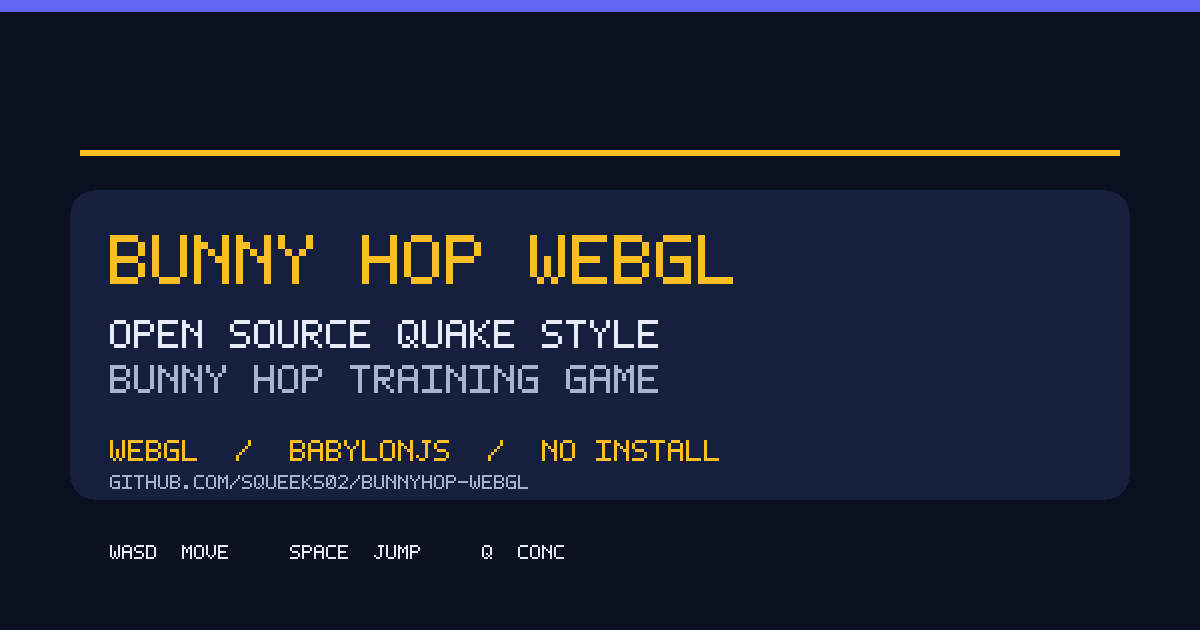 BUNNY HOP WEBGL
OPEN SOURCE QUAKE STYLE
BUNNY HOP TRAINING GAME
WEBGL / BABYLONJS / NO INSTALL
GITHUB.COM/SQUEEK502/BUNNYHOP-WEBGL
WASD MOVE SPACE JUMP Q CONC